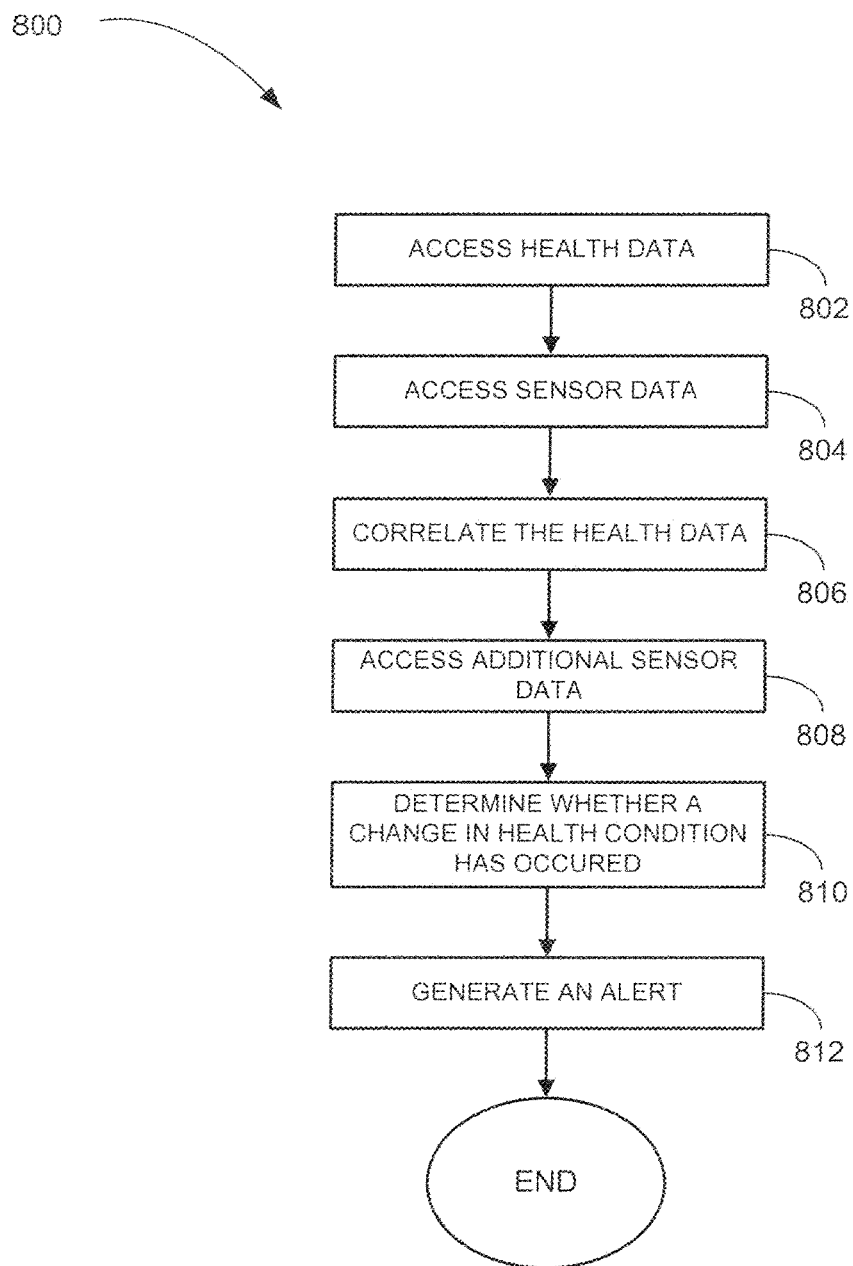 800
ACCESS HEALTH DATA
802
ACCESS SENSOR DATA
804
CORRELATE THE HEALTH DATA
806
ACCESS ADDITIONAL SENSOR
DATA
808
DETERMINE WHETHER A
CHANGE IN HEALTH CONDITION
HAS OCCURED
810
GENERATE AN ALERT
812
END